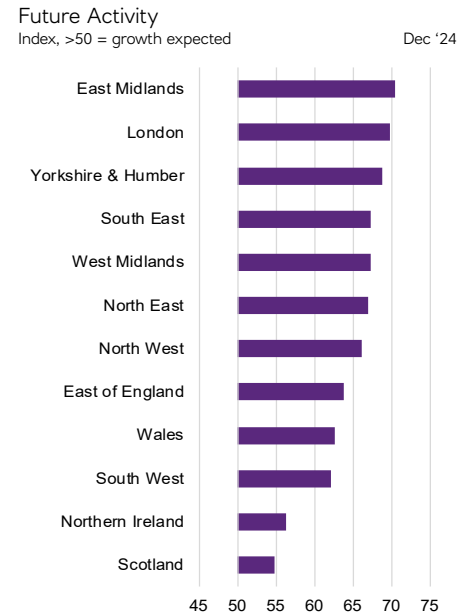 Future Activity
Index, >50 = growth expected
Dec ‘24
East Midlands
London
Yorkshire & Humber
South East
West Midlands
North East
North West
East of England
Wales
South West
Northern Ireland
Scotland
45 50 55 60 65 70 75